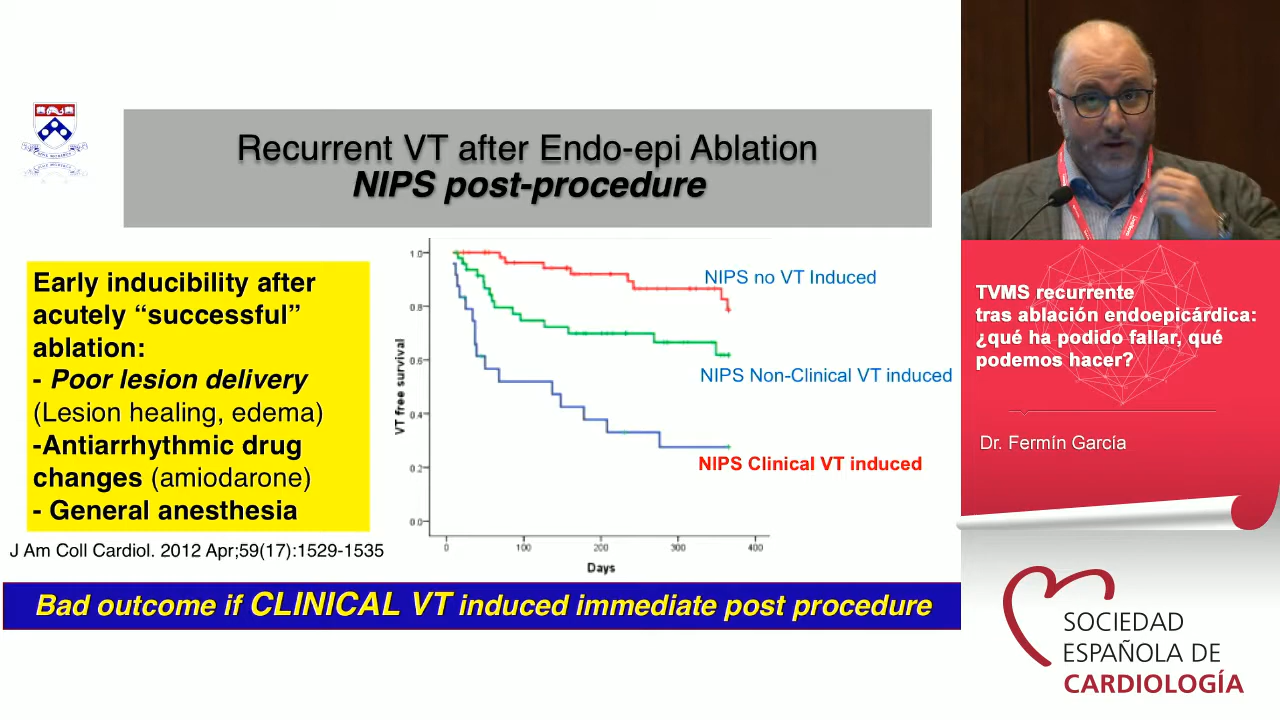 Recurrent VT after Endo-epi Ablation
NIPS post-procedure
Early inducibility after
acutely “successful”
ablation:
- Poor lesion delivery
(Lesion healing, edema)
-Antiarrhythmic drug
changes (amiodarone)
- General anesthesia
J Am Coll Cardiol. 2012 Apr;59(17):1529-1535
VT free survival
1.0
0.8
0.6
0.4
0.2
0.0
0
100
200
300
400
Days
NIPS no VT Induced
NIPS Non-Clinical VT induced
NIPS Clinical VT induced
Bad outcome if CLINICAL VT induced immediate post procedure
TVMS recurrente
tras ablación endoepicárdica:
¿qué ha podido fallar, qué
podemos hacer?
Dr. Fermín García
SOCIEDAD
ESPAÑOLA DE
CARDIOLOGÍA